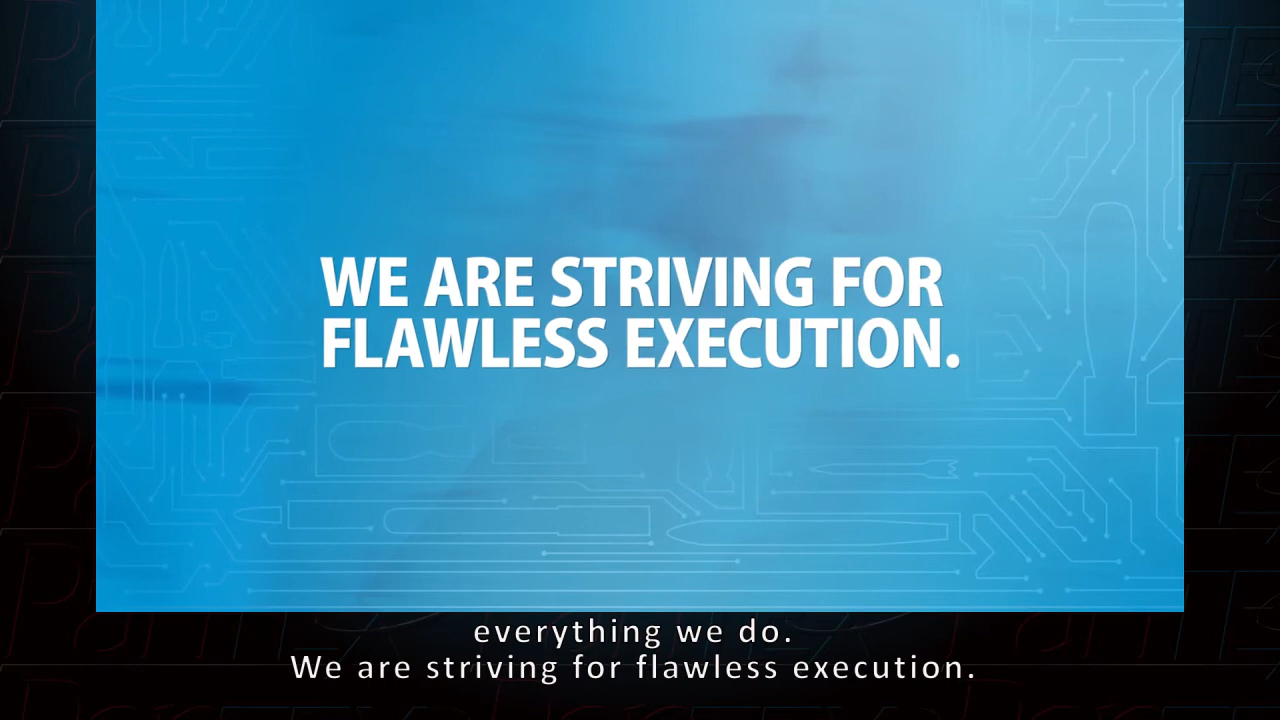 WE ARE STRIVING FOR
FLAWLESS EXECUTION.
everything we do.
We are striving for flawless execution.